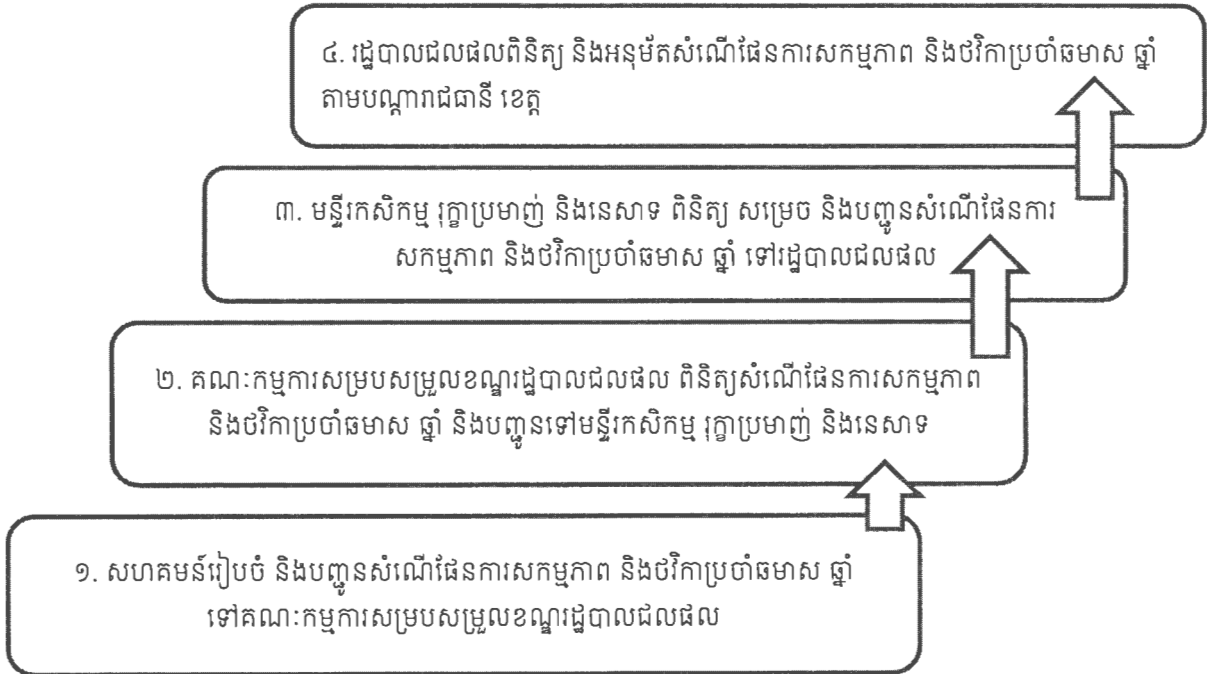 ៤. រដ្ឋបាលជលផលពិនិត្យ និងអនុម័តសំណើផែនការសកម្មភាព និងថវិកាប្រចាំឆមាស ឆ្នាំ
តាមបណ្តារាជធានី ខេត្ត
៣. មន្ទីរកសិកម្ម រុក្ខាប្រមាញ់ និងនេសាទ ពិនិត្យ សម្រេច និងបញ្ជូនសំណើផែនការ
សកម្មភាព និងថវិកាប្រចាំឆមាស ឆ្នាំ ទៅរដ្ឋបាលជលផល
២. គណៈកម្មការសម្របសម្រួលខណ្ឌរដ្ឋបាលជលផល ពិនិត្យសំណើផែនការសកម្មភាព
និងថវិកាប្រចាំឆមាស ឆ្នាំ និងបញ្ជូនទៅមន្ទីរកសិកម្ម រុក្ខាប្រមាញ់ និងនេសាទ
១. សហគមន៍រៀបចំ និងបញ្ជូនសំណើផែនការសកម្មភាព និងថវិកាប្រចាំឆមាស ឆ្នាំ
ទៅគណៈកម្មការសម្របសម្រួលខណ្ឌរដ្ឋបាលជលផល